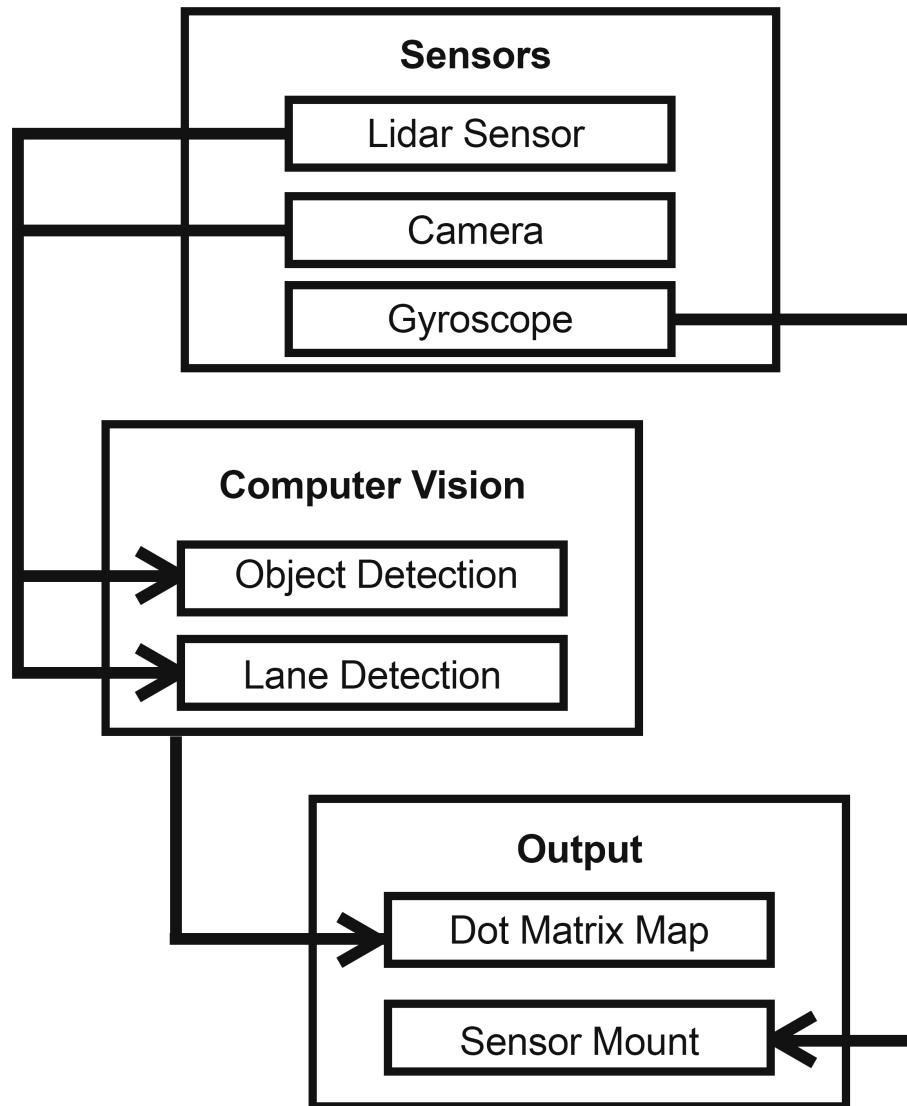 Sensors
Lidar Sensor
Camera
Gyroscope
Computer Vision
Object Detection
Lane Detection
Output
Dot Matrix Map
Sensor Mount